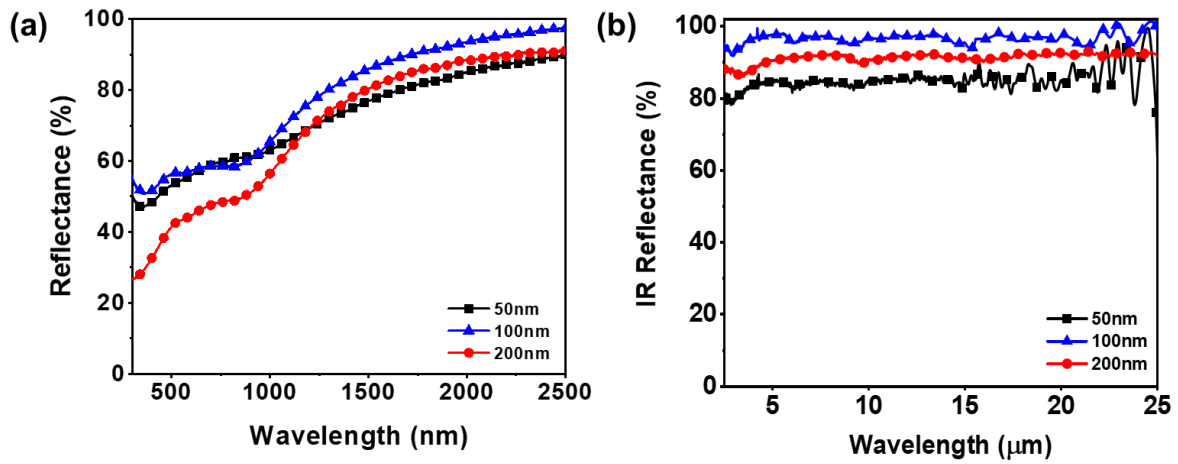 (a)
Reflectance (%)
100
80
60
40
20
0
50nm
100nm
200nm
500
1000
1500
2000
2500
Wavelength (nm)
(b)
IR Reflectance (%)
100
80
60
40
20
0
50nm
100nm
200nm
5
10
15
20
25
Wavelength (μm)